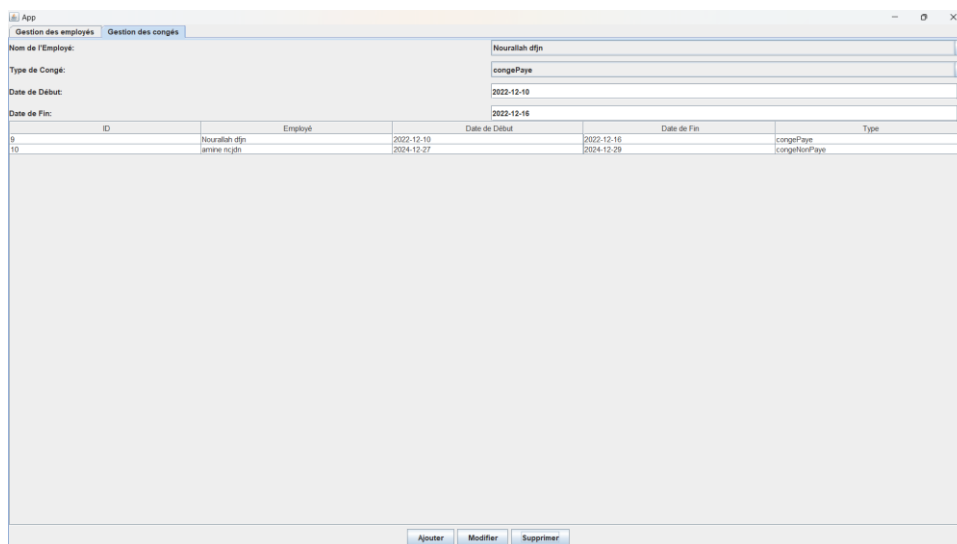 App
Gestion des employés Gestion des congés
Nom de l'Employé: Nourallah dfjn
Type de Congé: congePaye
Date de Début: 2022-12-10
Date de Fin: 2022-12-16
ID Employé Date de Début Date de Fin Type
9 Nourallah dfjn 2022-12-10 2022-12-16 congePaye
10 amine ncjdn 2024-12-27 2024-12-29 congeNonPaye
Ajouter Modifier Supprimer